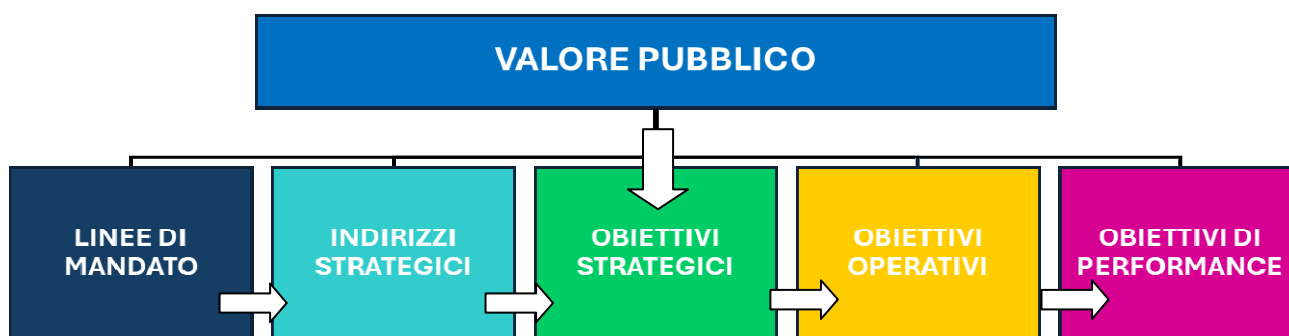 VALORE PUBBLICO
LINEE DI
MANDATO
INDIRIZZI
STRATEGICI
OBIETTIVI
STRATEGICI
OBIETTIVI
OPERATIVI
OBIETTIVI DI
PERFORMANCE